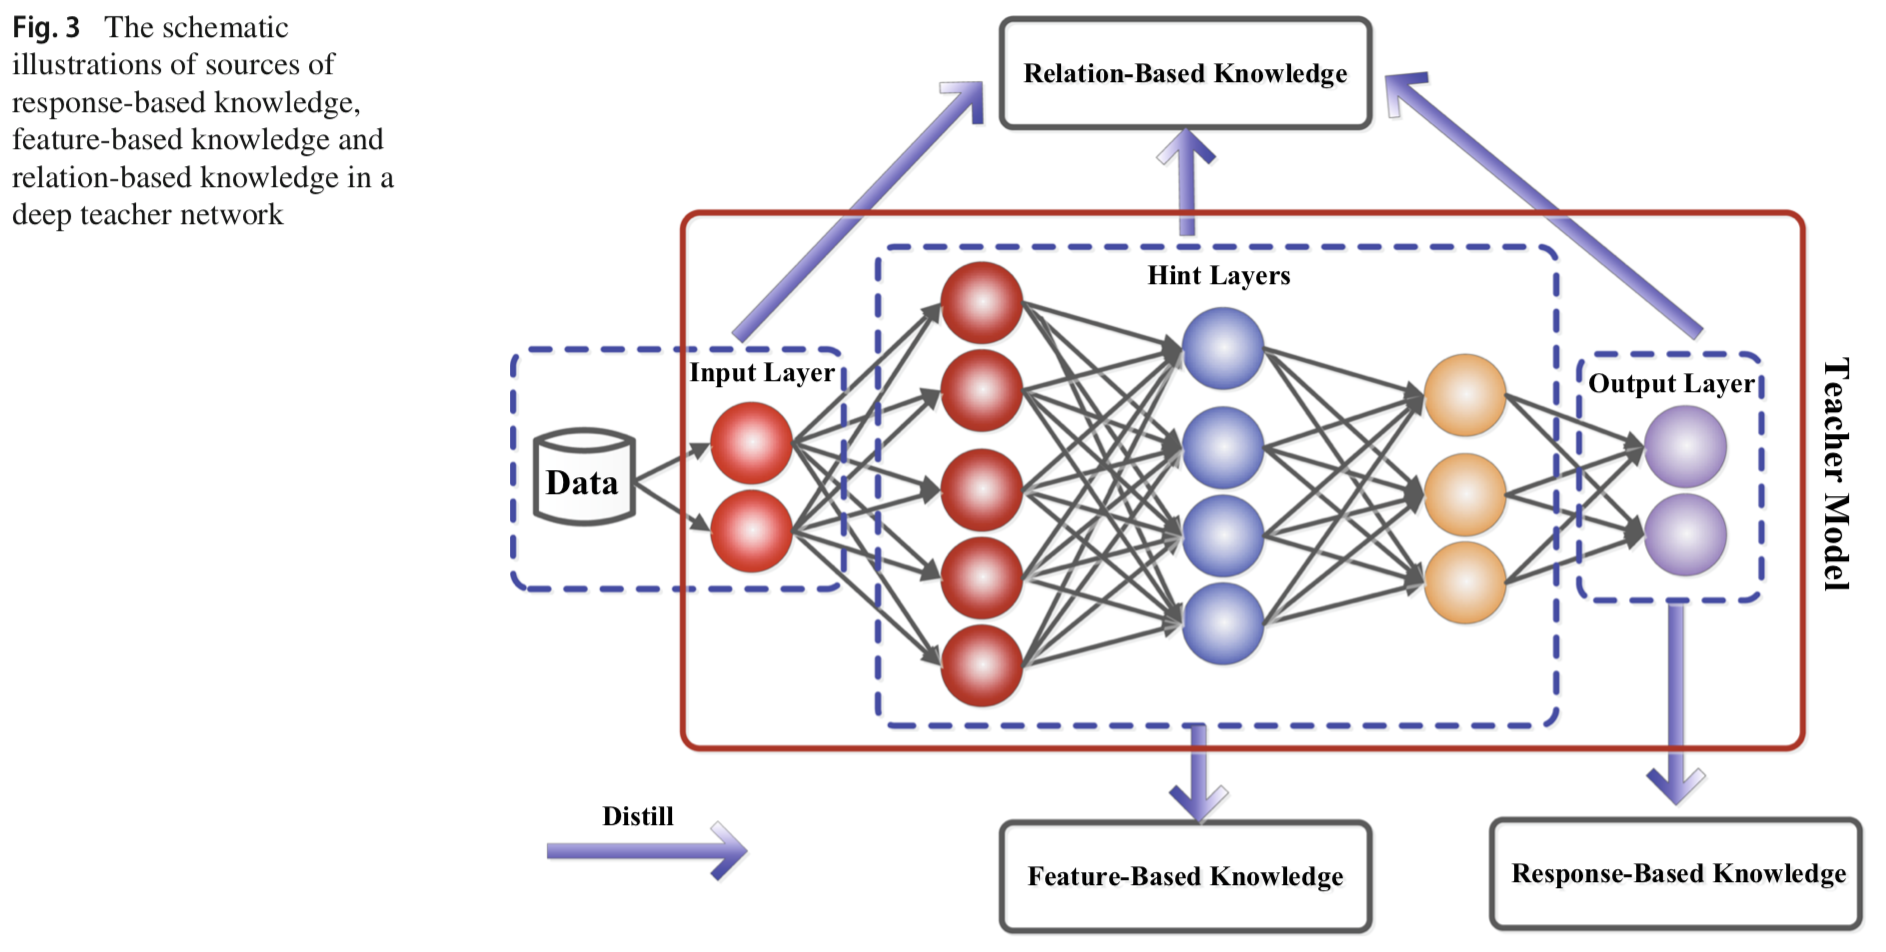 Fig. 3 The schematic
illustrations of sources of
response-based knowledge,
feature-based knowledge and
relation-based knowledge in a
deep teacher network
Relation-Based Knowledge
Hint Layers
Input Layer
Output Layer
Data
Teacher Model
Distill
Feature-Based Knowledge
Response-Based Knowledge